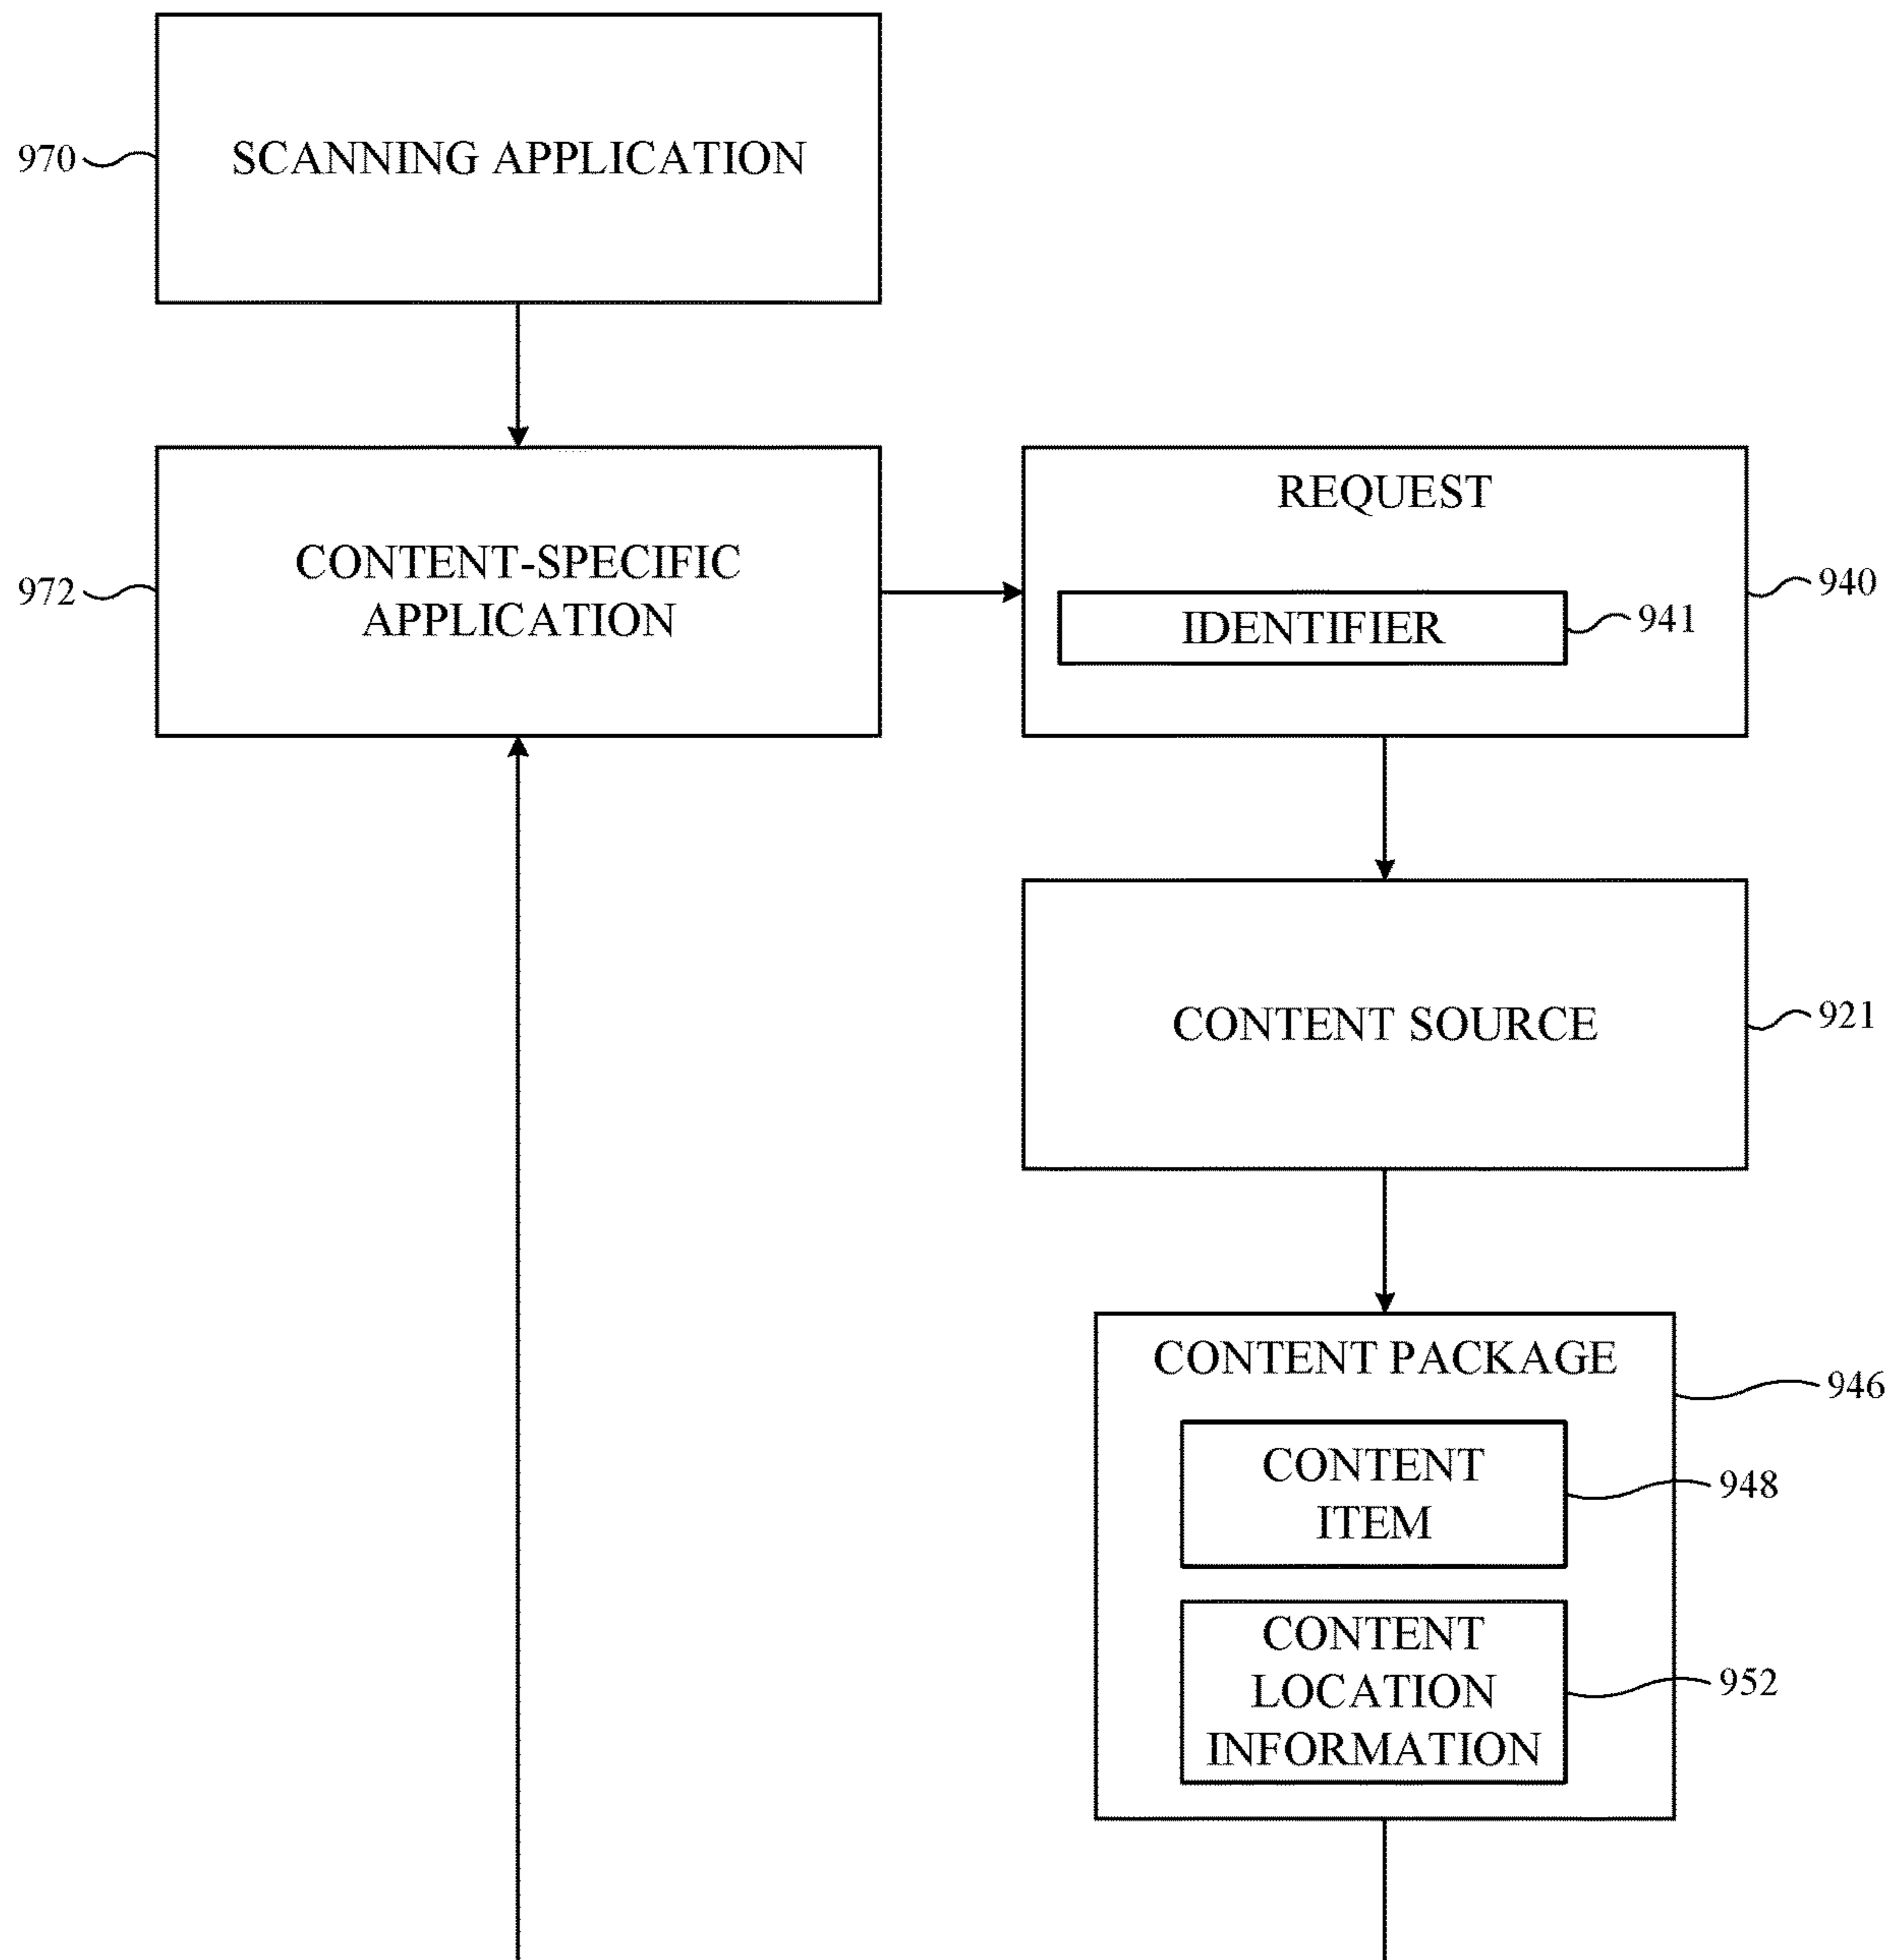 SCANNING APPLICATION
970
CONTENT-SPECIFIC
APPLICATION
972
REQUEST
940
IDENTIFIER
941
CONTENT SOURCE
921
CONTENT PACKAGE
946
CONTENT
ITEM
948
CONTENT
LOCATION
INFORMATION
952